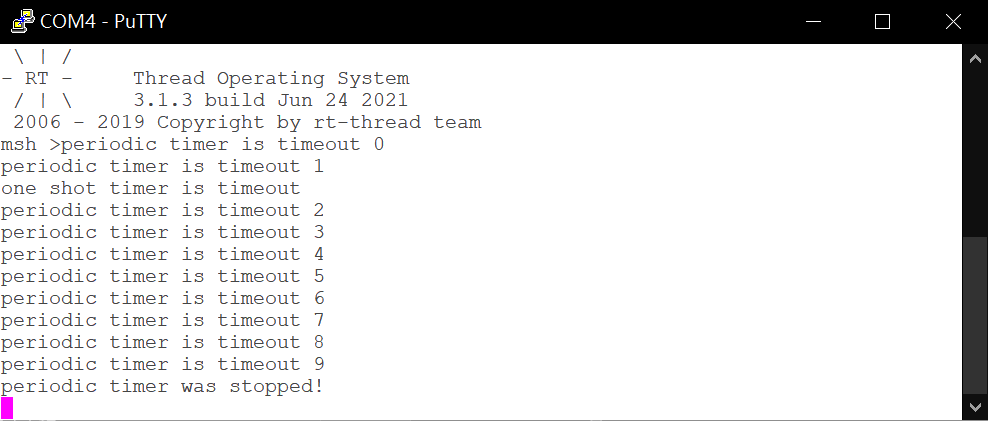 COM4 - PuTTY
 \ | /
- RT -     Thread Operating System
 / | \     3.1.3 build Jun 24 2021
 2006 - 2019 Copyright by rt-thread team
msh >periodic timer is timeout 0
periodic timer is timeout 1
one shot timer is timeout
periodic timer is timeout 2
periodic timer is timeout 3
periodic timer is timeout 4
periodic timer is timeout 5
periodic timer is timeout 6
periodic timer is timeout 7
periodic timer is timeout 8
periodic timer is timeout 9
periodic timer was stopped!